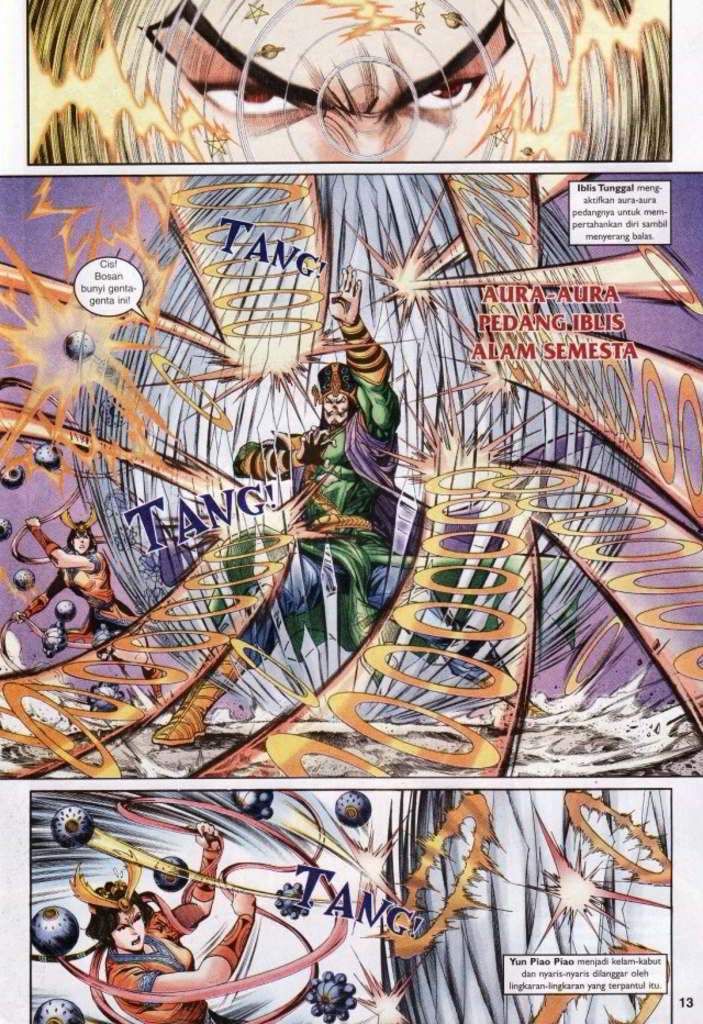 Iblis Tunggal meng-
aktifkan aura-aura
pedangnya untuk mem-
pertahankan diri sambil
menyerang balas.
TANG!
Cis!
Bosan
bunyi genta-
genta ini!
AURA-AURA
PEDANG IBLIS
ALAM SEMESTA
TANG!
TANG!
Yun Piao Piao menjadi kelam-kabut
dan nyaris-nyaris dilanggar oleh
lingkaran-lingkaran yang terpantul itu.
13